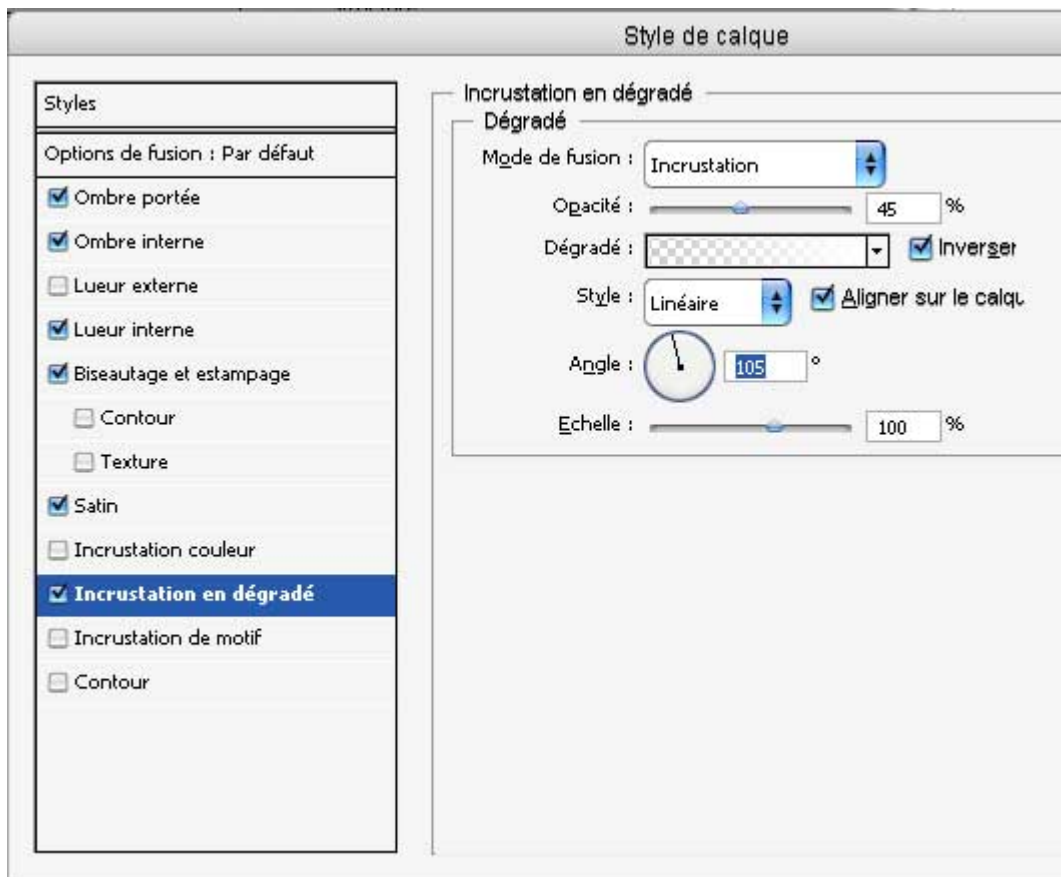 Style de calque
Styles
Options de fusion : Par défaut
Ombre portée
Ombre interne
Lueur externe
Lueur interne
Biseautage et estampage
Contour
Texture
Satin
Incrustation couleur
Incrustation en dégradé
Incrustation de motif
Contour
Incrustation en dégradé
Dégradé
Mode de fusion : Incrustation
Opacité : 45 %
Dégradé : Inverser
Style : Linéaire Aligner sur le calqu
Angle : 105 °
Echelle : 100 %